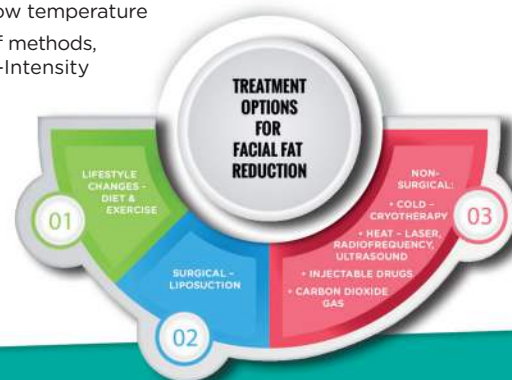 ow temperature
f methods,
-Intensity
TREATMENT
OPTIONS
FOR
FACIAL FAT
REDUCTION
LIFESTYLE
CHANGES -
DIET &
EXERCISE
01
SURGICAL -
LIPOSUCTION
02
NON-
SURGICAL:
• COLD –
CRYOTHERAPY
• HEAT – LASER,
RADIOFREQUENCY,
ULTRASOUND
• INJECTABLE DRUGS
• CARBON DIOXIDE
GAS
03